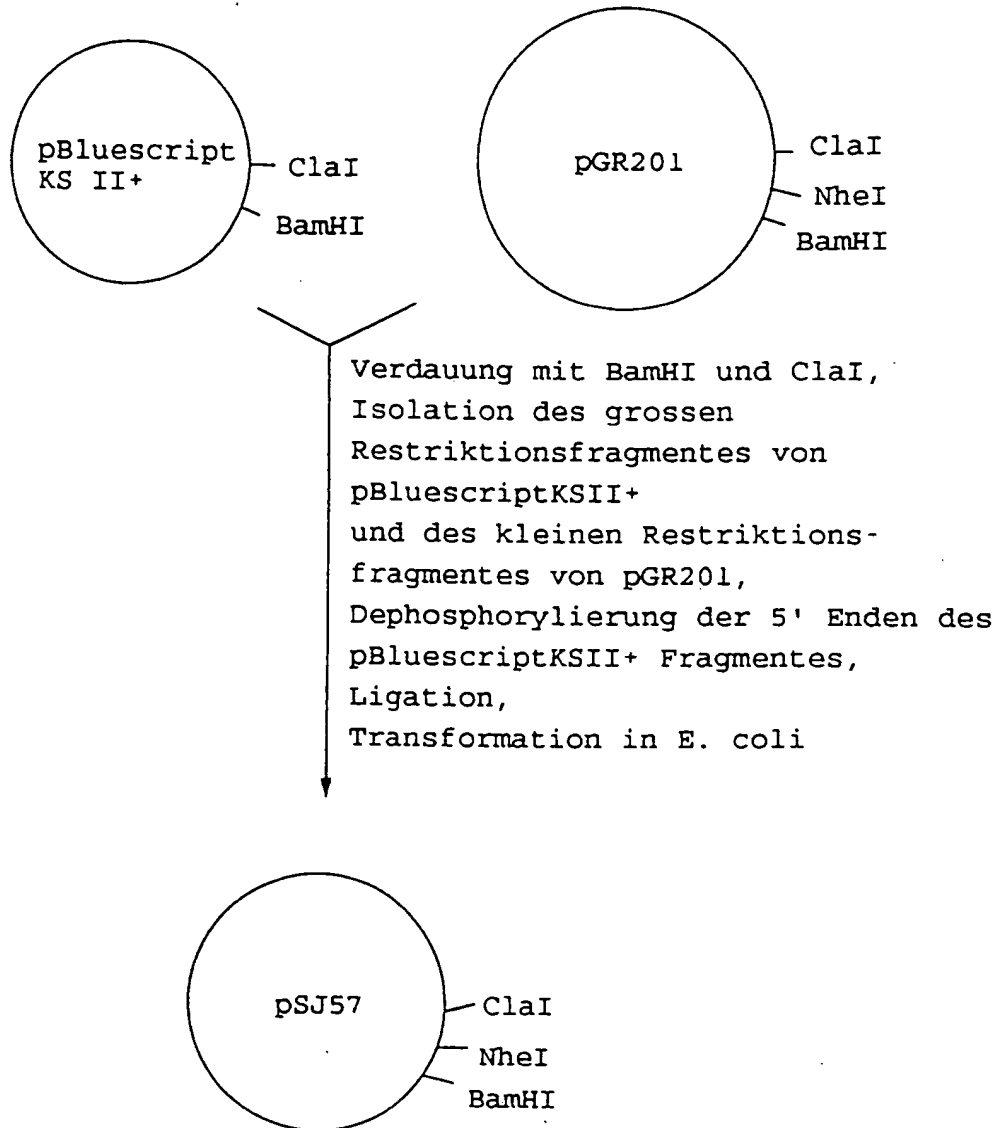 pBluescript
KS II+
ClaI
BamHI
pGR201
ClaI
NheI
BamHI
Verdauung mit BamHI und ClaI,
Isolation des grossen
Restriktionsfragmentes von
pBluescriptKSII+
und des kleinen Restriktions-
fragmentes von pGR201,
Dephosphorylierung der 5' Enden des
pBluescriptKSII+ Fragmentes,
Ligation,
Transformation in E. coli
pSJ57
ClaI
NheI
BamHI